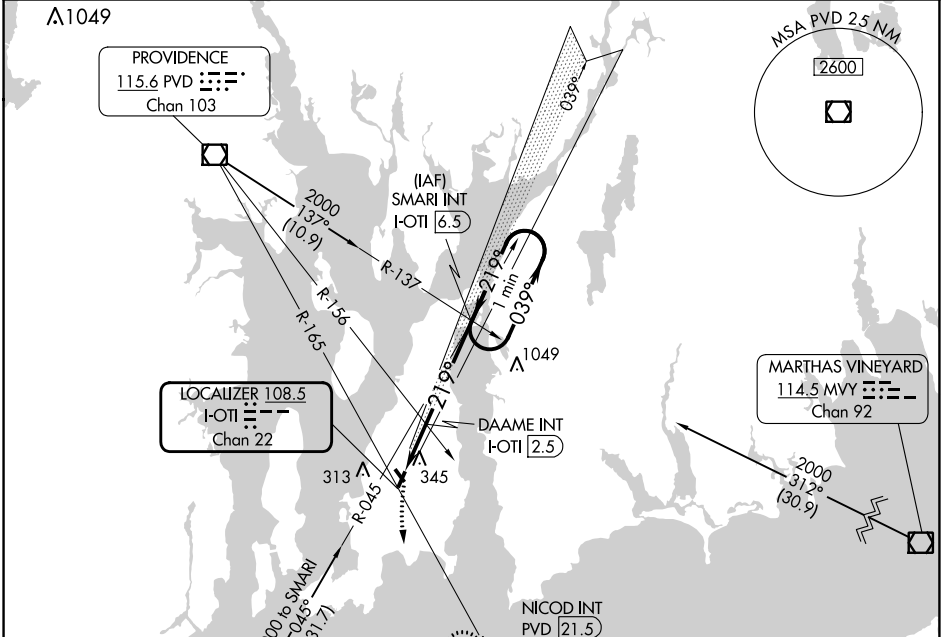 1049
PROVIDENCE
115.6 PVD
Chan 103
MSA PVD 25 NM
2600
039°
(IAF)
SMARI INT
I-OTI 6.5
2000
137°
(10.9)
R-137
R-156
R-165
219°
1 min
039°
1049
219°
LOCALIZER 108.5
I-OTI
Chan 22
DAAME INT
I-OTI 2.5
MARTHAS VINEYARD
114.5 MVY
Chan 92
313
345
R-045
2000
312°
(30.9)
00 to SMARI
045°
31.7)
NICOD INT
PVD 21.5